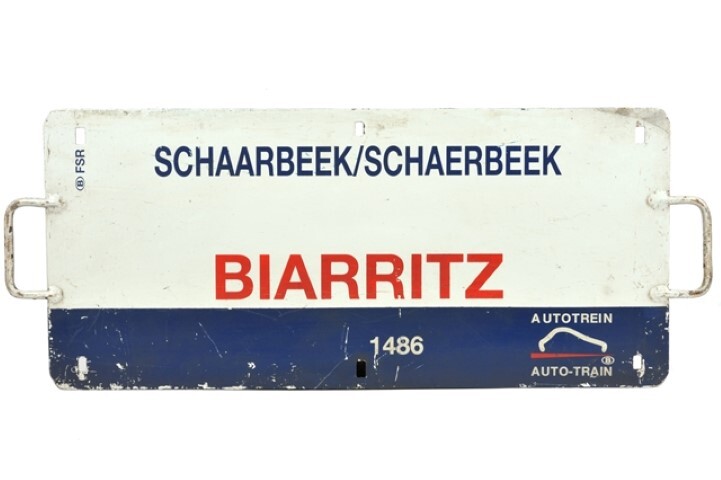 Ⓑ FSR
SCHAARBEEK/SCHAERBEEK
BIARRITZ
1486
AUTOTREIN
Ⓑ
AUTO-TRAIN